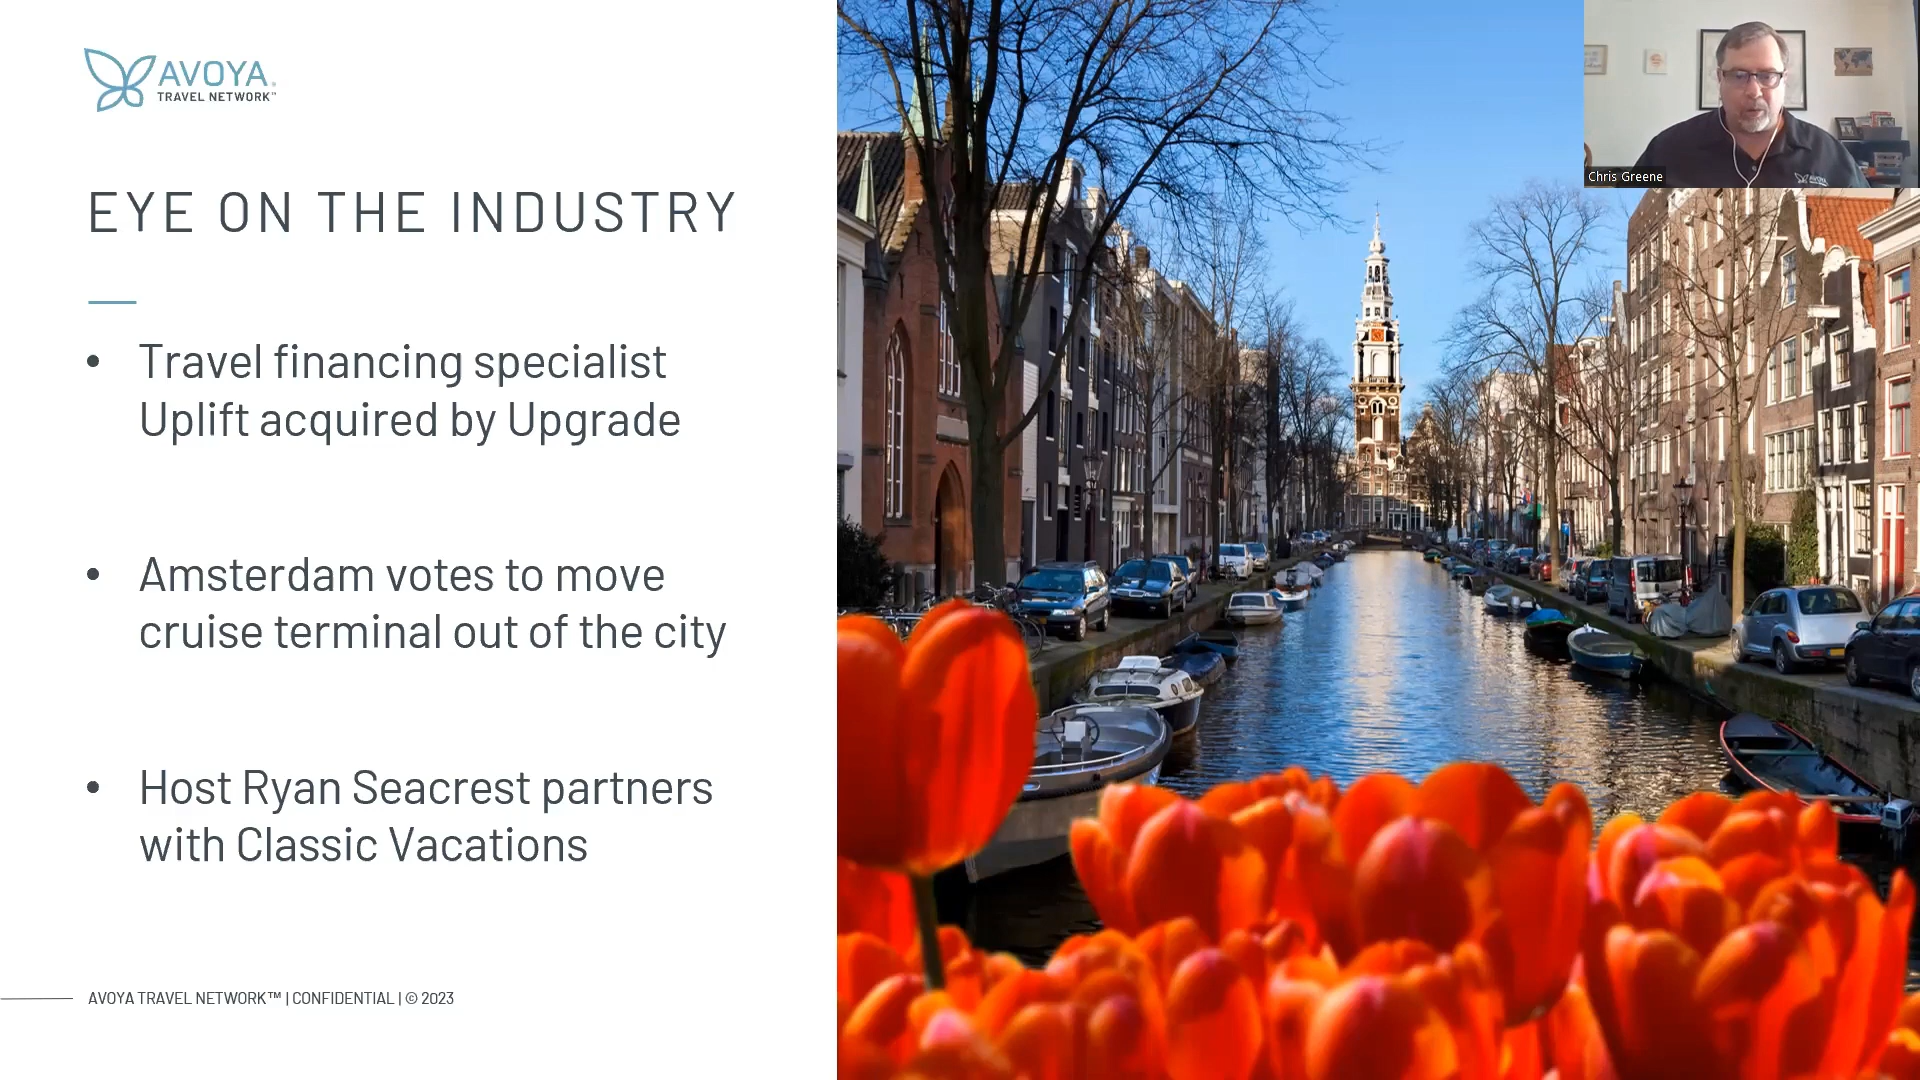 AVOYA
TRAVEL NETWORK™
EYE ON THE INDUSTRY
• Travel financing specialist
Uplift acquired by Upgrade
• Amsterdam votes to move
cruise terminal out of the city
• Host Ryan Seacrest partners
with Classic Vacations
AVOYA TRAVEL NETWORK™ | CONFIDENTIAL | © 2023
Chris Greene